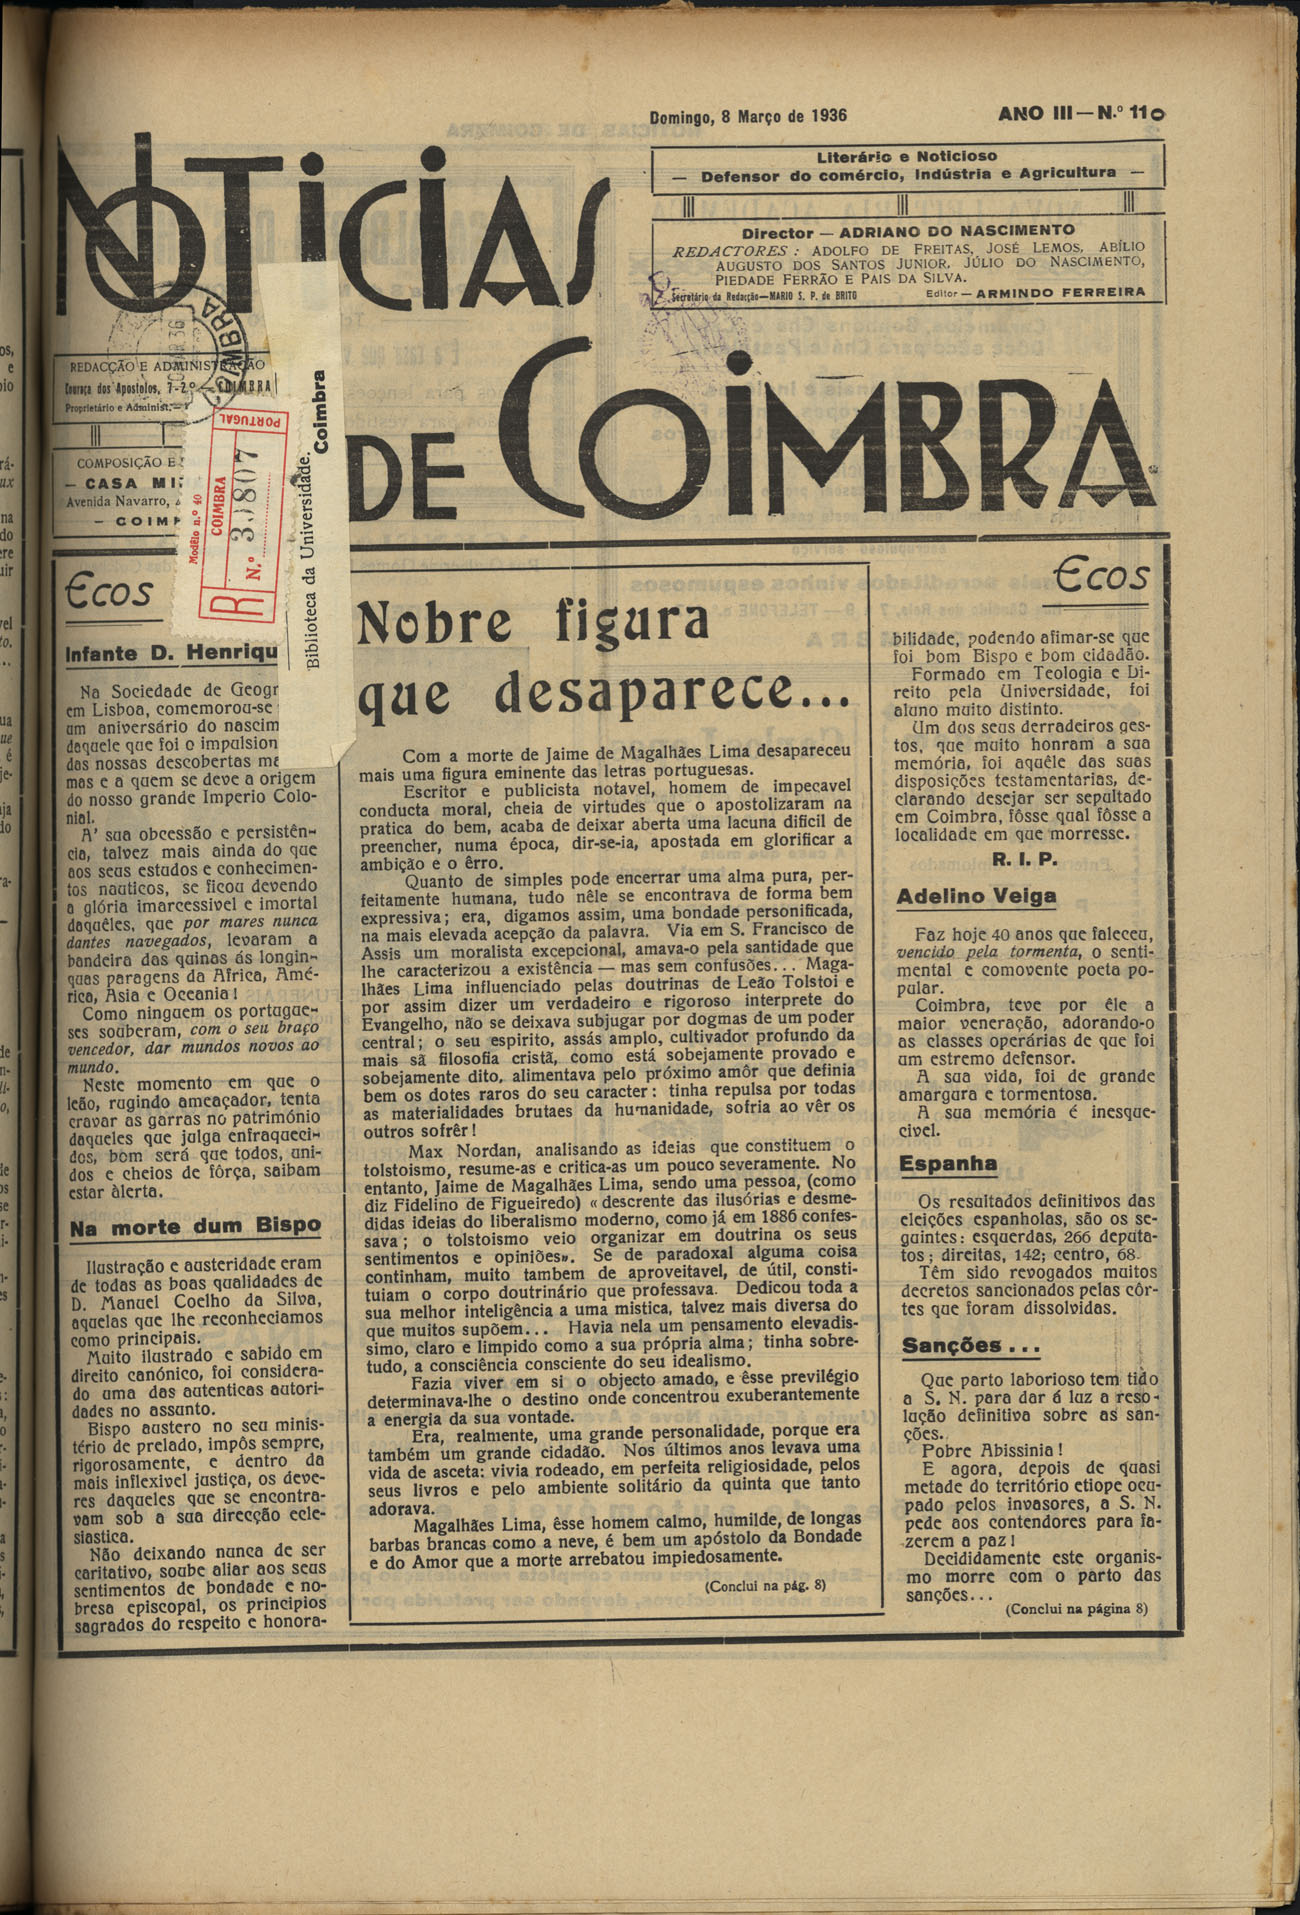 Domingo, 8 Março de 1936
ANO III — N.º 110
NOTICIAS
DE COIMBRA
Literário e Noticioso
— Defensor do comércio, Indústria e Agricultura —
Director — ADRIANO DO NASCIMENTO
REDACTORES : ADOLFO DE FREITAS, JOSÉ LEMOS, ABÍLIO
AUGUSTO DOS SANTOS JUNIOR, JÚLIO DO NASCIMENTO,
PIEDADE FERRÃO E PAIS DA SILVA.
Secretário da Redacção—MARIO S. P. de BRITO
Editor — ARMINDO FERREIRA
REDACÇÃO E ADMINISTRAÇÃO
Couraça dos Apostolos, 7-2.º — COIMBRA
Proprietário e Administ.—
COMPOSIÇÃO E
— CASA MI
Avenida Navarro,
— COIM
COIMBRA
PORTUGAL
R
COIMBRA
N.º 33807
Modêlo n.º 40
Biblioteca da Universidade.
Coimbra
Ecos
Infante D. Henriqu
Na Sociedade de Geogr
em Lisboa, comemorou-se
um aniversário do nascim
daquele que foi o impulsion
das nossas descobertas ma
mas e a quem se deve a origem
do nosso grande Imperio Colo-
nial.
A' sua obcessão e persistên-
cia, talvez mais ainda do que
aos seus estudos e conhecimen-
tos nauticos, se ficou devendo
a glória imarcessivel e imortal
daquêles, que por mares nunca
dantes navegados, levaram a
bandeira das quinas ás longin-
quas paragens da Africa, Amé-
rica, Asia e Oceania !
Como ninguem os portugue-
ses souberam, com o seu braço
vencedor, dar mundos novos ao
mundo.
Neste momento em que o
leão, rugindo ameaçador, tenta
cravar as garras no património
daqueles que julga enfraqueci-
dos, bom será que todos, uni-
dos e cheios de fôrça, saibam
estar àlerta.
Na morte dum Bispo
Ilustração e austeridade eram
de todas as boas qualidades de
D. Manuel Coelho da Silva,
aquelas que lhe reconheciamos
como principais.
Muito ilustrado e sabido em
direito canónico, foi considera-
do uma das autenticas autori-
dades no assunto.
Bispo austero no seu minis-
tério de prelado, impôs sempre,
rigorosamente, e dentro da
mais inflexivel justiça, os deve-
res daqueles que se encontra-
vam sob a sua direcção ecle-
siastica.
Não deixando nunca de ser
caritativo, soube aliar aos seus
sentimentos de bondade e no-
bresa episcopal, os principios
sagrados do respeito e honora-
Nobre figura
que desaparece...
Com a morte de Jaime de Magalhães Lima desapareceu
mais uma figura eminente das letras portuguesas.
Escritor e publicista notavel, homem de impecavel
conducta moral, cheia de virtudes que o apostolizaram na
pratica do bem, acaba de deixar aberta uma lacuna dificil de
preencher, numa época, dir-se-ia, apostada em glorificar a
ambição e o êrro.
Quanto de simples pode encerrar uma alma pura, per-
feitamente humana, tudo nêle se encontrava de forma bem
expressiva ; era, digamos assim, uma bondade personificada,
na mais elevada acepção da palavra. Via em S. Francisco de
Assis um moralista excepcional, amava-o pela santidade que
lhe caracterizou a existência — mas sem confusões... Maga-
lhães Lima influenciado pelas doutrinas de Leão Tolstoi e
por assim dizer um verdadeiro e rigoroso interprete do
Evangelho, não se deixava subjugar por dogmas de um poder
central ; o seu espirito, assás amplo, cultivador profundo da
mais sã filosofia cristã, como está sobejamente provado e
sobejamente dito, alimentava pelo próximo amôr que definia
bem os dotes raros do seu caracter : tinha repulsa por todas
as materialidades brutaes da humanidade, sofria ao vêr os
outros sofrêr !
Max Nordan, analisando as ideias que constituem o
tolstoismo, resume-as e critica-as um pouco severamente. No
entanto, Jaime de Magalhães Lima, sendo uma pessoa, (como
diz Fidelino de Figueiredo) « descrente das ilusórias e desme-
didas ideias do liberalismo moderno, como já em 1886 confes-
sava ; o tolstoismo veio organizar em doutrina os seus
sentimentos e opiniões». Se de paradoxal alguma coisa
continham, muito tambem de aproveitavel, de útil, consti-
tuiam o corpo doutrinário que professava. Dedicou toda a
sua melhor inteligência a uma mistica, talvez mais diversa do
que muitos supõem... Havia nela um pensamento elevadis-
simo, claro e limpido como a sua própria alma ; tinha sobre-
tudo, a consciência consciente do seu idealismo.
Fazia viver em si o objecto amado, e êsse previlégio
determinava-lhe o destino onde concentrou exuberantemente
a energia da sua vontade.
Era, realmente, uma grande personalidade, porque era
também um grande cidadão. Nos últimos anos levava uma
vida de asceta: vivia rodeado, em perfeita religiosidade, pelos
seus livros e pelo ambiente solitário da quinta que tanto
adorava.
Magalhães Lima, êsse homem calmo, humilde, de longas
barbas brancas como a neve, é bem um apóstolo da Bondade
e do Amor que a morte arrebatou impiedosamente.
(Conclui na pág. 8)
Ecos
bilidade, podendo afimar-se que
foi bom Bispo e bom cidadão.
Formado em Teologia e Di-
reito pela Universidade, foi
aluno muito distinto.
Um dos seus derradeiros ges-
tos, que muito honram a sua
memória, foi aquêle das suas
disposições testamentarias, de-
clarando desejar ser sepultado
em Coimbra, fôsse qual fôsse a
localidade em que morresse.
R. I. P.
Adelino Veiga
Faz hoje 40 anos que faleceu,
vencido pela tormenta, o senti-
mental e comovente poeta po-
pular.
Coimbra, teve por êle a
maior veneração, adorando-o
as classes operárias de que foi
um estremo defensor.
A sua vida, foi de grande
amargura e tormentosa.
A sua memória é inesque-
civel.
Espanha
Os resultados definitivos das
eleições espanholas, são os se-
guintes : esquerdas, 266 deputa-
tos ; direitas, 142; centro, 68.
Têm sido revogados muitos
decretos sancionados pelas côr-
tes que foram dissolvidas.
Sanções...
Que parto laborioso tem tido
a S. N. para dar á luz a reso-
lução definitiva sobre as san-
ções.
Pobre Abissinia !
E agora, depois de quasi
metade do território etiope ocu-
pado pelos invasores, a S. N.
pede aos contendores para fa-
zerem a paz !
Decididamente este organis-
mo morre com o parto das
sanções...
(Conclui na página 8)